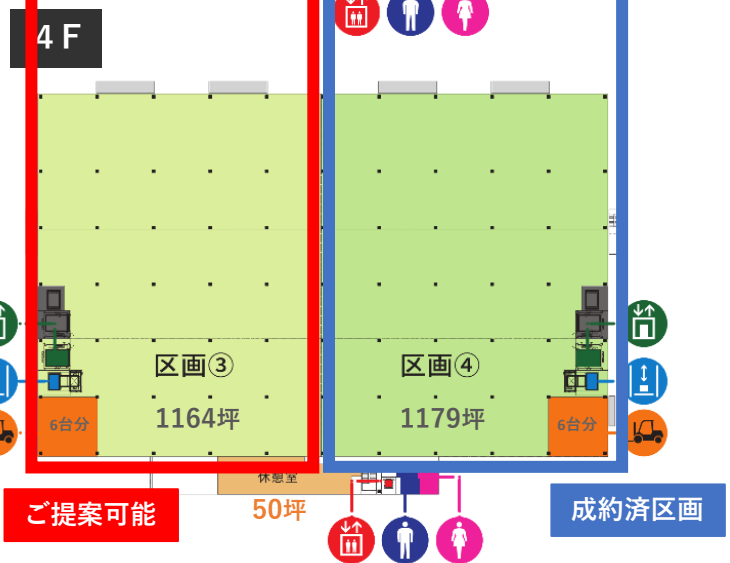 4F
区画③
1164坪
区画④
1179坪
6台分
6台分
休憩室
50坪
ご提案可能
成約済区画